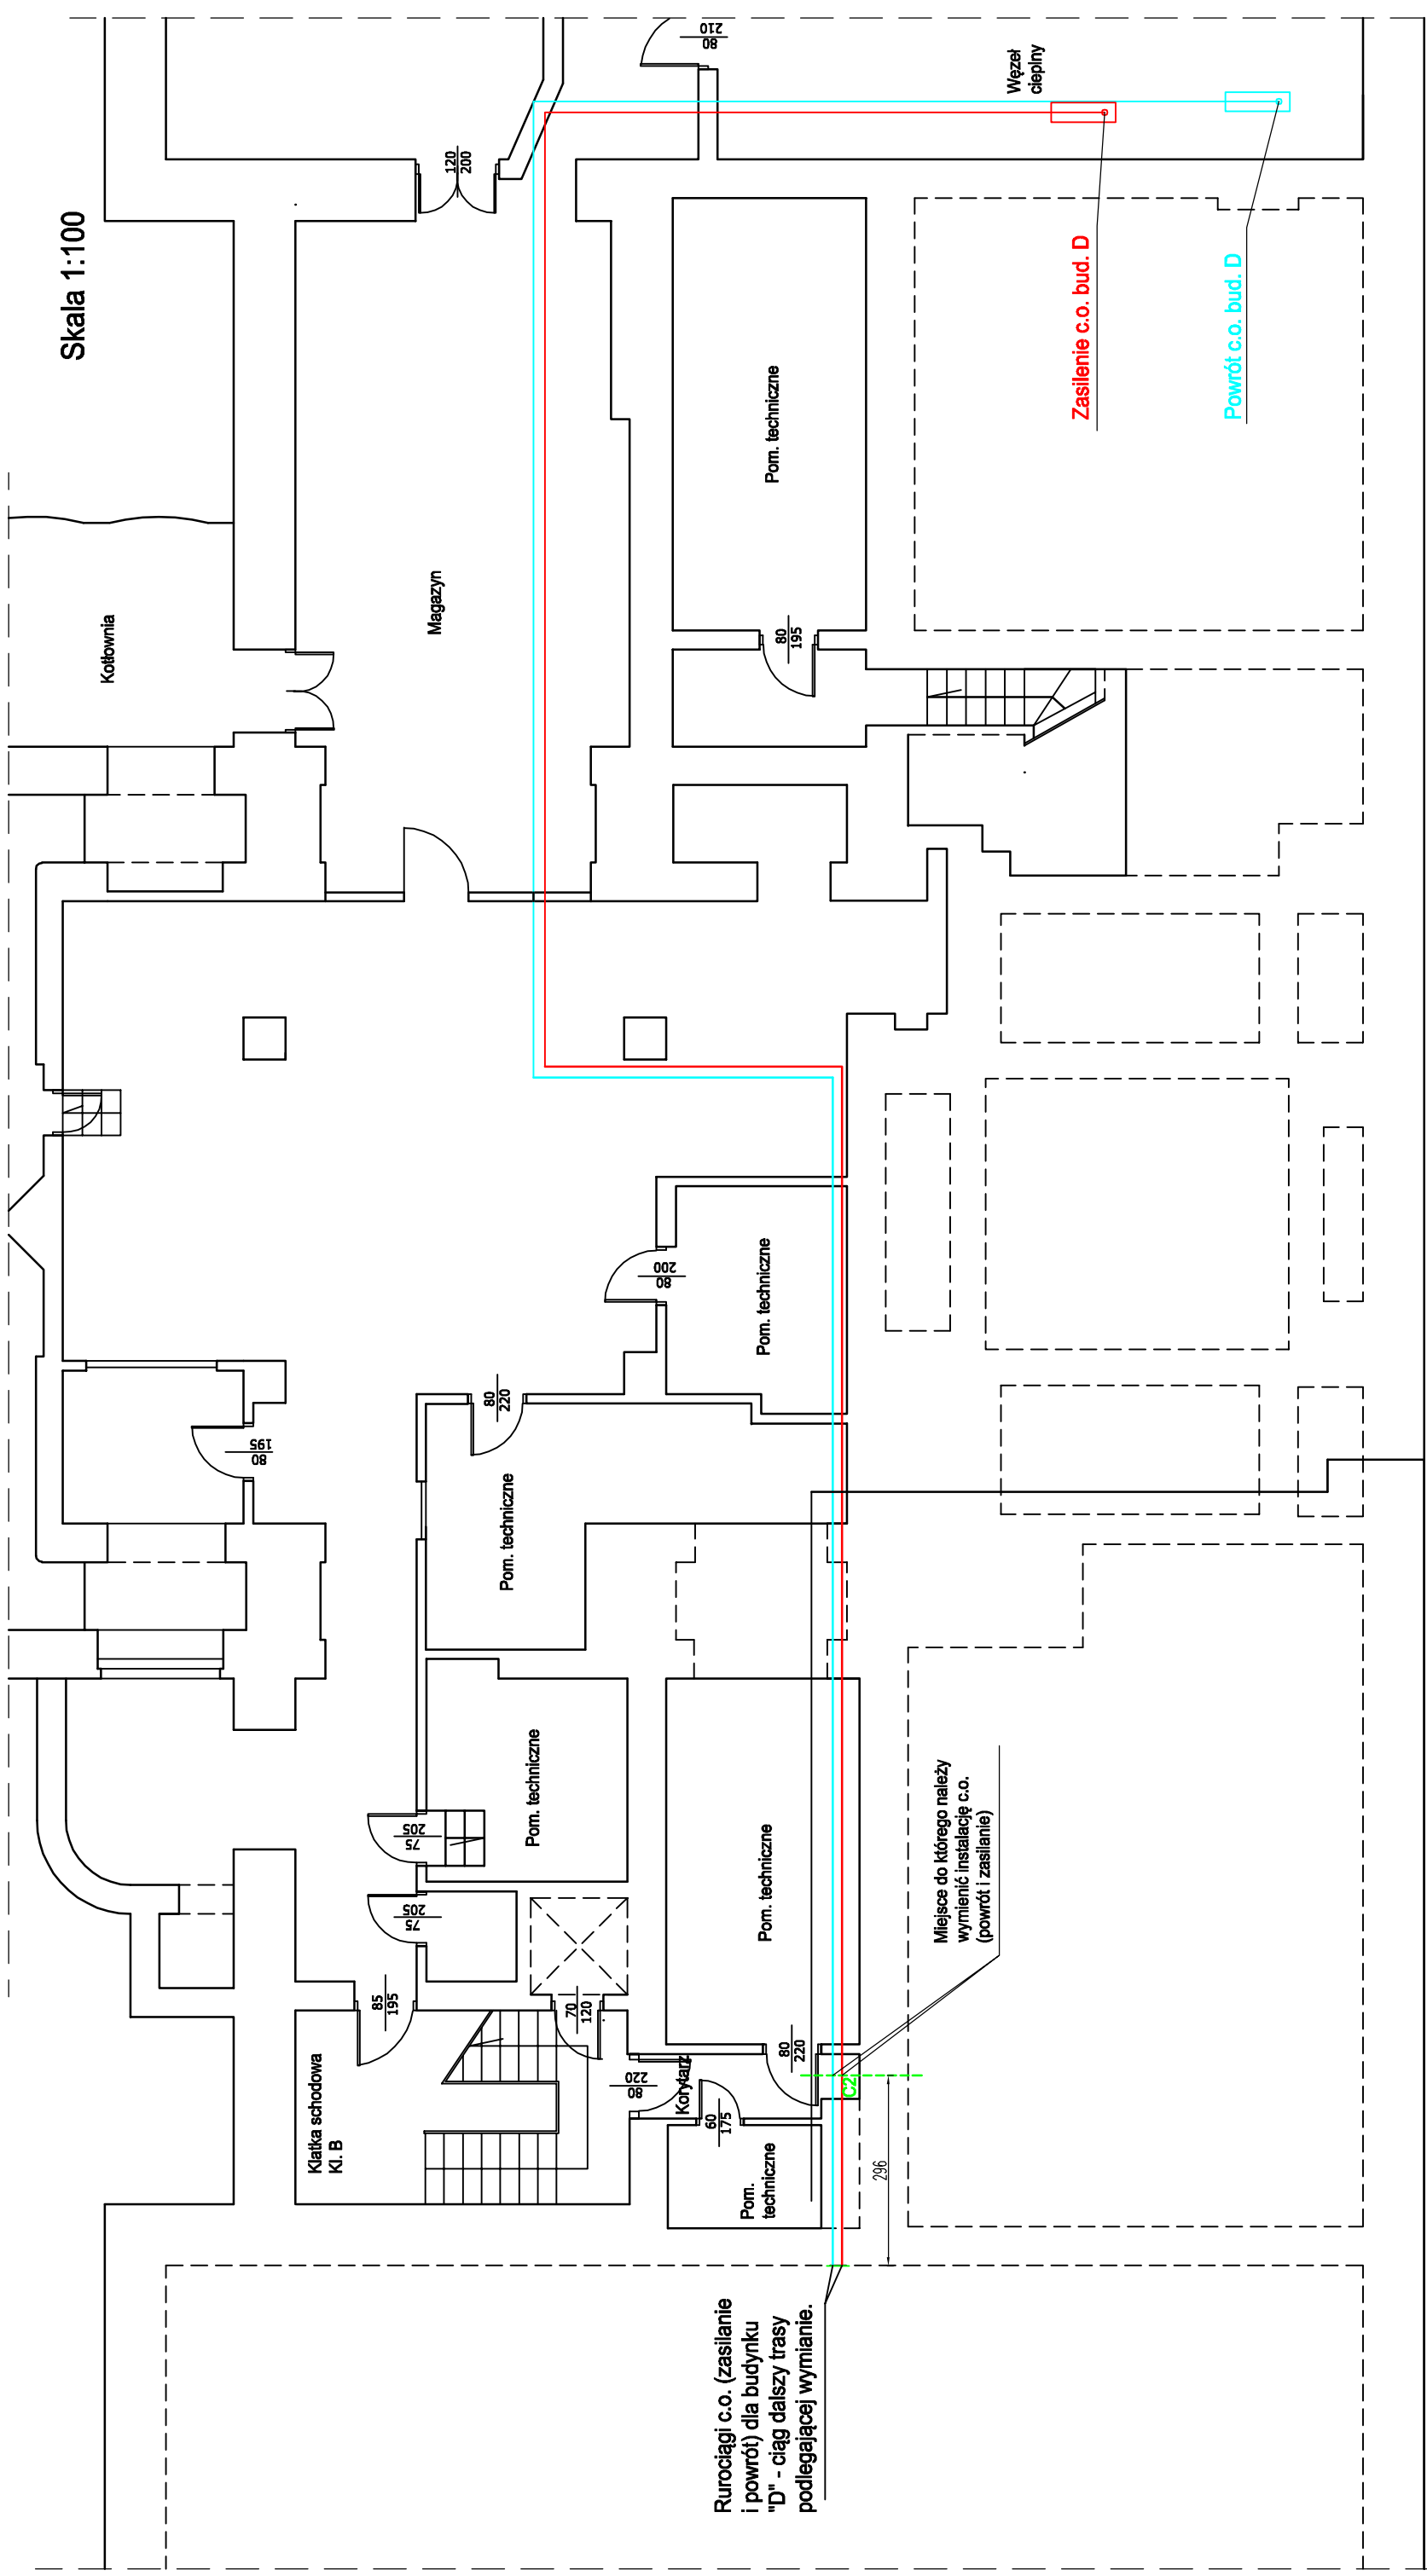 Skala 1:100
Kotłownia
Magazyn
120
200
80
210
Węzeł
cieplny
Pom. techniczne
80
195
Zasilenie c.o. bud. D
Powrót c.o. bud. D
80
200
Pom. techniczne
80
220
Pom. techniczne
80
195
Pom. techniczne
75
205
75
205
85
195
70
120
Klatka schodowa
Kl. B
80
220
Korytarz
60
175
Pom. techniczne
80
220
C2
Pom.
techniczne
296
Miejsce do którego należy
wymienić instalację c.o.
(powrót i zasilanie)
Rurociągi c.o. (zasilanie
i powrót) dla budynku
"D" - ciąg dalszy trasy
podlegającej wymianie.